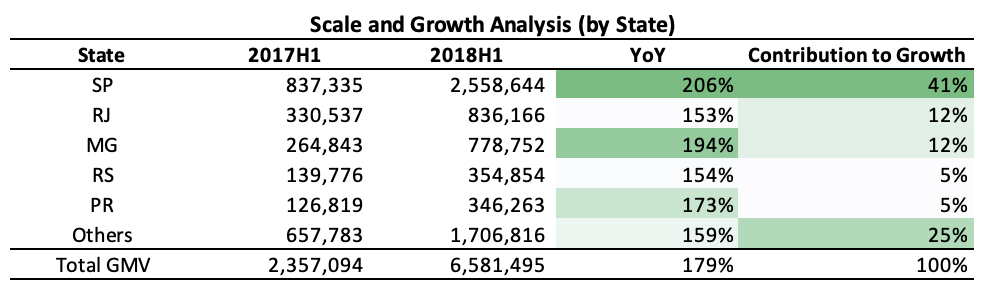 Scale and Growth Analysis (by State)
State 2017H1 2018H1 YoY Contribution to Growth
SP 837,335 2,558,644 206% 41%
RJ 330,537 836,166 153% 12%
MG 264,843 778,752 194% 12%
RS 139,776 354,854 154% 5%
PR 126,819 346,263 173% 5%
Others 657,783 1,706,816 159% 25%
Total GMV 2,357,094 6,581,495 179% 100%